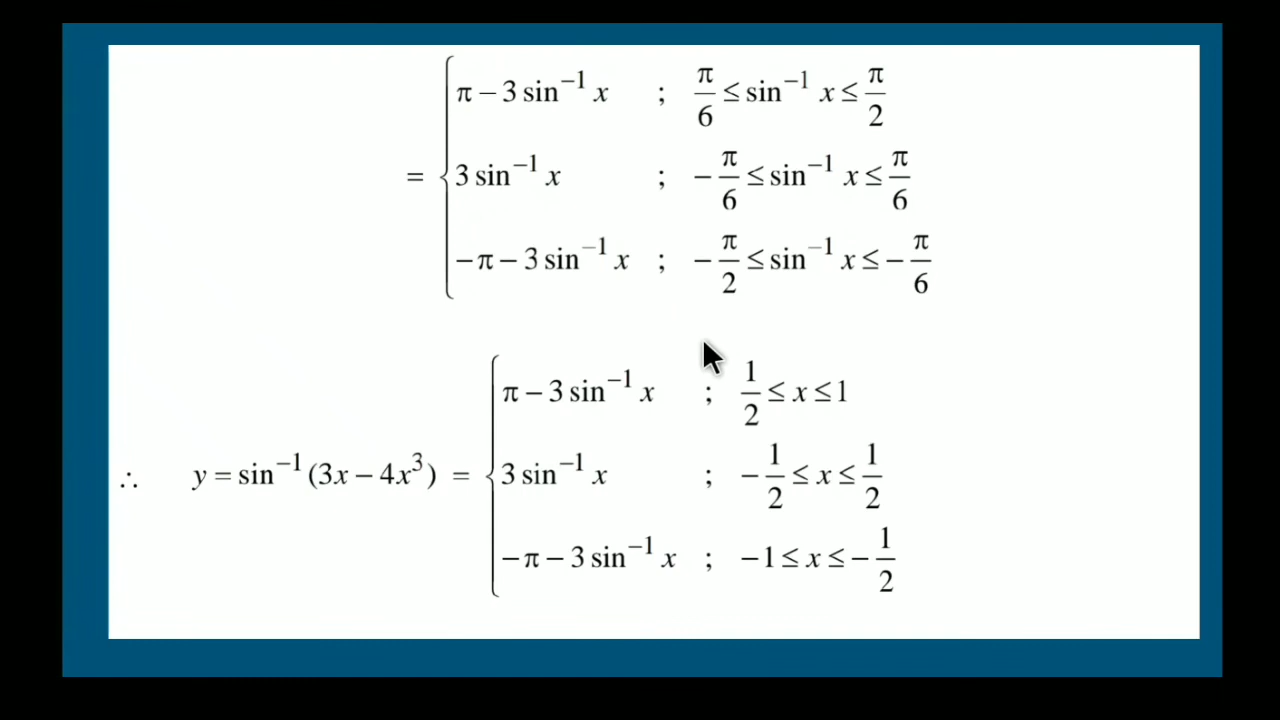 π − 3 sin⁻¹ x ; π/6 ≤ sin⁻¹ x ≤ π/2
= { 3 sin⁻¹ x ; −π/6 ≤ sin⁻¹ x ≤ π/6
−π − 3 sin⁻¹ x ; −π/2 ≤ sin⁻¹ x ≤ −π/6
π − 3 sin⁻¹ x ; 1/2 ≤ x ≤ 1
∴ y = sin⁻¹ (3x − 4x³) = { 3 sin⁻¹ x ; −1/2 ≤ x ≤ 1/2
−π − 3 sin⁻¹ x ; −1 ≤ x ≤ −1/2